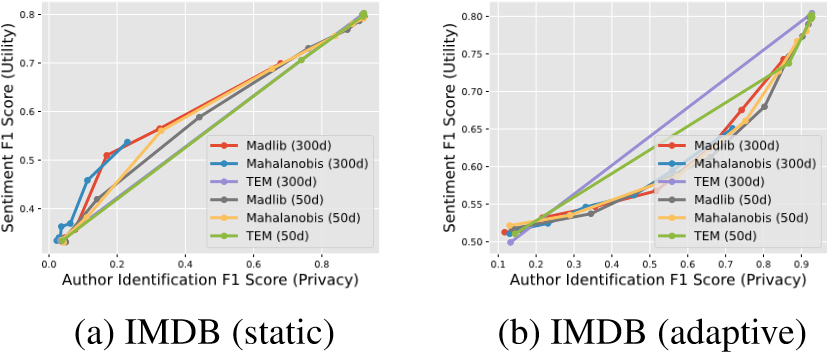 Sentiment F1 Score (Utility)
0.8
0.7
0.6
0.5
0.4
0.0
0.2
0.4
0.6
0.8
Author Identification F1 Score (Privacy)
Madlib (300d)
Mahalanobis (300d)
TEM (300d)
Madlib (50d)
Mahalanobis (50d)
TEM (50d)
(a) IMDB (static)
Sentiment F1 Score (Utility)
0.80
0.75
0.70
0.65
0.60
0.55
0.50
0.1
0.2
0.3
0.4
0.5
0.6
0.7
0.8
0.9
Author Identification F1 Score (Privacy)
Madlib (300d)
Mahalanobis (300d)
TEM (300d)
Madlib (50d)
Mahalanobis (50d)
TEM (50d)
(b) IMDB (adaptive)